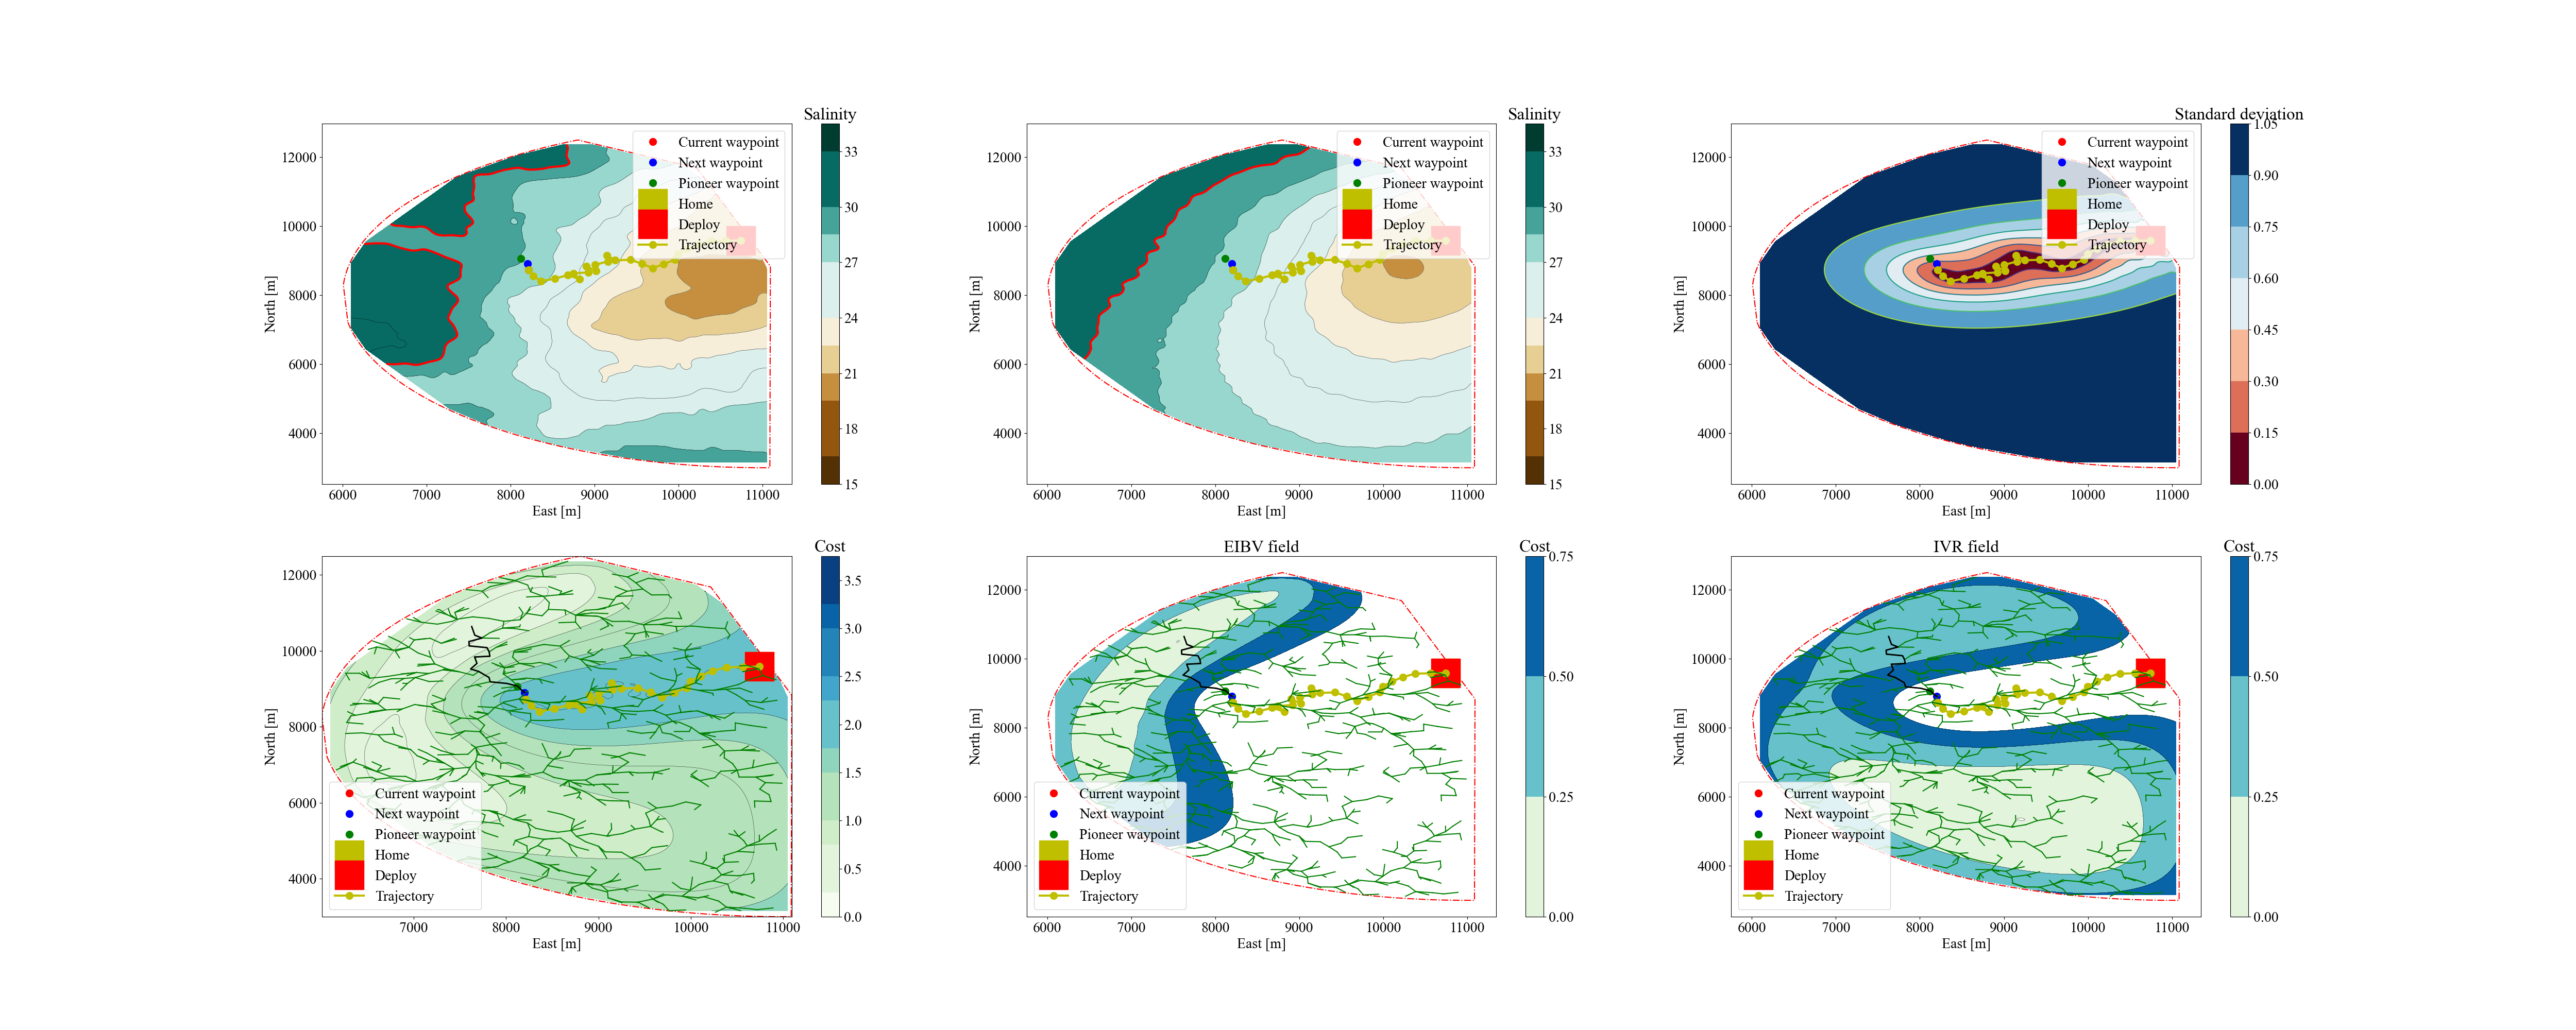 Salinity
Current waypoint
Next waypoint
Pioneer waypoint
Home
Deploy
Trajectory
North [m]
12000
10000
8000
6000
4000
6000 7000 8000 9000 10000 11000
East [m]
33
30
27
24
21
18
15
Salinity
Current waypoint
Next waypoint
Pioneer waypoint
Home
Deploy
Trajectory
North [m]
12000
10000
8000
6000
4000
6000 7000 8000 9000 10000 11000
East [m]
33
30
27
24
21
18
15
Standard deviation
Current waypoint
Next waypoint
Pioneer waypoint
Home
Deploy
Trajectory
North [m]
12000
10000
8000
6000
4000
6000 7000 8000 9000 10000 11000
East [m]
1.05
0.90
0.75
0.60
0.45
0.30
0.15
0.00
Cost
North [m]
12000
10000
8000
6000
4000
Current waypoint
Next waypoint
Pioneer waypoint
Home
Deploy
Trajectory
7000 8000 9000 10000 11000
East [m]
3.5
3.0
2.5
2.0
1.5
1.0
0.5
0.0
EIBV field
Cost
North [m]
12000
10000
8000
6000
4000
Current waypoint
Next waypoint
Pioneer waypoint
Home
Deploy
Trajectory
6000 7000 8000 9000 10000 11000
East [m]
0.75
0.50
0.25
0.00
IVR field
Cost
North [m]
12000
10000
8000
6000
4000
Current waypoint
Next waypoint
Pioneer waypoint
Home
Deploy
Trajectory
6000 7000 8000 9000 10000 11000
East [m]
0.75
0.50
0.25
0.00